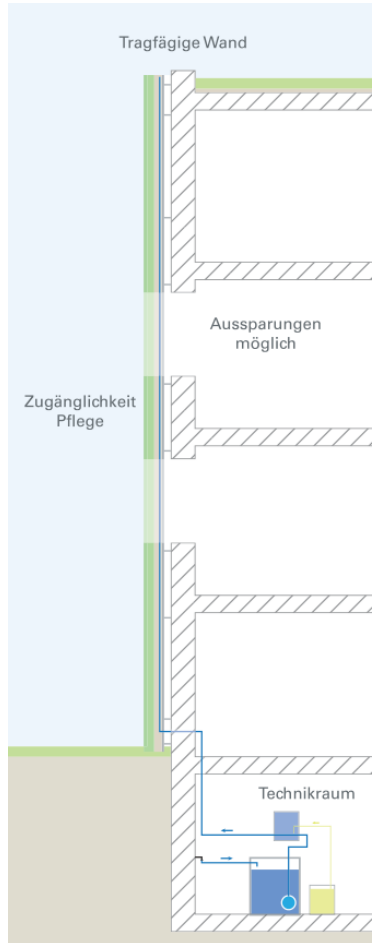 Tragfägige Wand
Aussparungen
möglich
Zugänglichkeit
Pflege
Technikraum